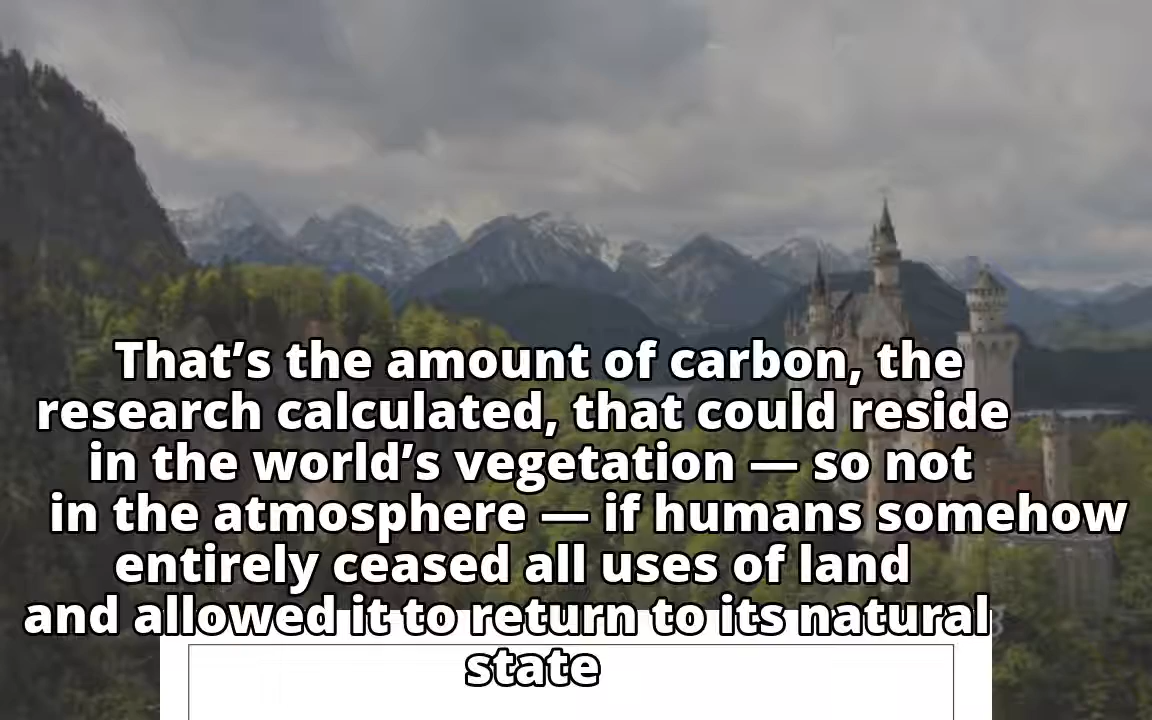 That’s the amount of carbon, the
research calculated, that could reside
in the world’s vegetation — so not
in the atmosphere — if humans somehow
entirely ceased all uses of land
and allowed it to return to its natural
state